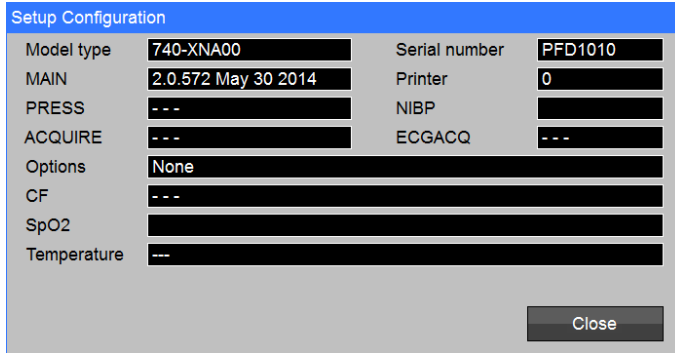 Setup Configuration
Model type 740-XNA00 Serial number PFD1010
MAIN 2.0.572 May 30 2014 Printer 0
PRESS - - - NIBP
ACQUIRE - - - ECGACQ - - -
Options None
CF - - -
SpO2
Temperature ---
Close